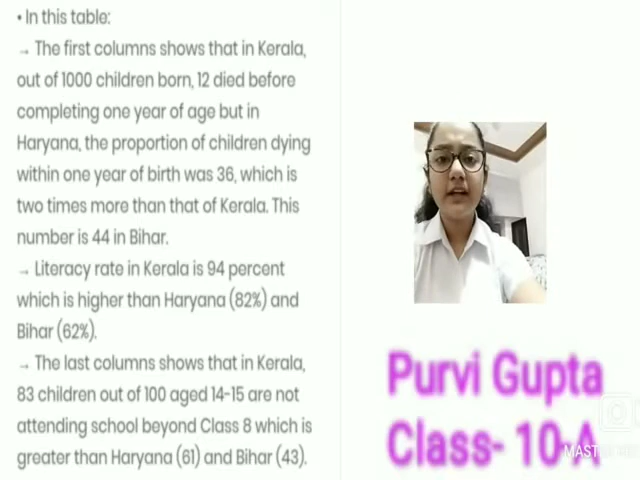 • In this table:
→ The first columns shows that in Kerala,
out of 1000 children born, 12 died before
completing one year of age but in
Haryana, the proportion of children dying
within one year of birth was 36, which is
two times more than that of Kerala. This
number is 44 in Bihar.
→ Literacy rate in Kerala is 94 percent
which is higher than Haryana (82%) and
Bihar (62%).
→ The last columns shows that in Kerala,
83 children out of 100 aged 14-15 are not
attending school beyond Class 8 which is
greater than Haryana (61) and Bihar (43).
Purvi Gupta
Class- 10-A